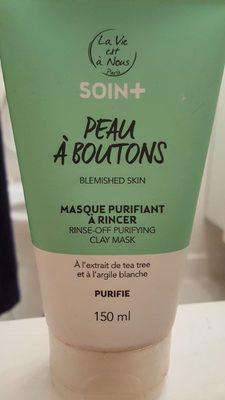 La Vie
est
à Nous
Paris
SOIN+
PEAU
À BOUTONS
BLEMISHED SKIN
MASQUE PURIFIANT
À RINCER
RINSE-OFF PURIFYING
CLAY MASK
À l'extrait de tea tree
et à l'argile blanche
PURIFIE
150 ml